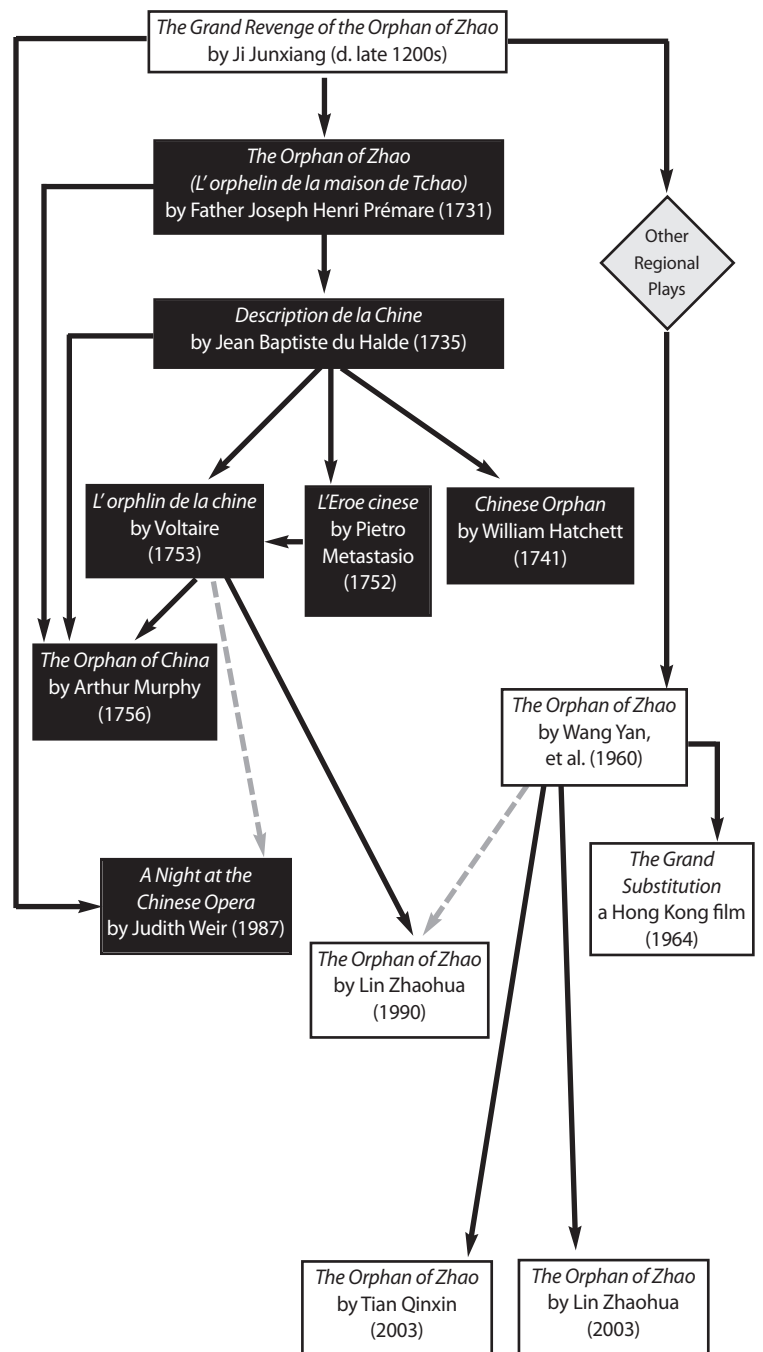 The Grand Revenge of the Orphan of Zhao
by Ji Junxiang (d. late 1200s)
The Orphan of Zhao
(L' orphelin de la maison de Tchao)
by Father Joseph Henri Prémare (1731)
Other
Regional
Plays
Description de la Chine
by Jean Baptiste du Halde (1735)
L' orphlin de la chine
by Voltaire
(1753)
L'Eroe cinese
by Pietro
Metastasio
(1752)
Chinese Orphan
by William Hatchett
(1741)
The Orphan of China
by Arthur Murphy
(1756)
The Orphan of Zhao
by Wang Yan,
et al. (1960)
The Grand
Substitution
a Hong Kong film
(1964)
A Night at the
Chinese Opera
by Judith Weir (1987)
The Orphan of Zhao
by Lin Zhaohua
(1990)
The Orphan of Zhao
by Tian Qinxin
(2003)
The Orphan of Zhao
by Lin Zhaohua
(2003)